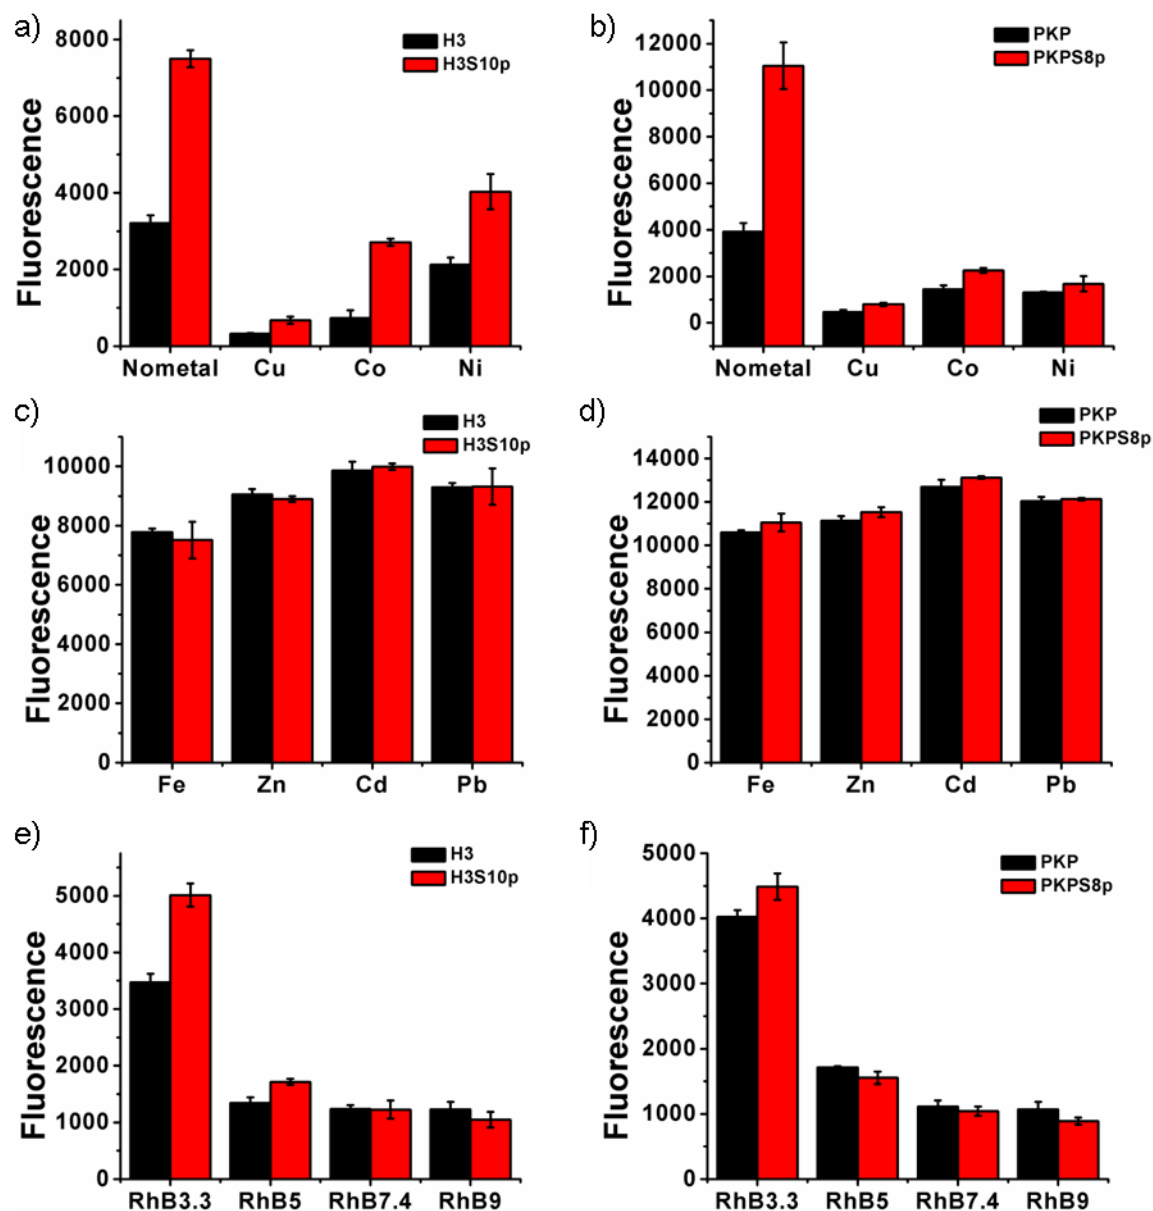 a)
H3
H3S10p
Fluorescence
8000
6000
4000
2000
0
Nometal Cu Co Ni
b)
PKP
PKPS8p
Fluorescence
12000
10000
8000
6000
4000
2000
0
Nometal Cu Co Ni
c)
H3
H3S10p
Fluorescence
10000
8000
6000
4000
2000
0
Fe Zn Cd Pb
d)
PKP
PKPS8p
Fluorescence
14000
12000
10000
8000
6000
4000
2000
0
Fe Zn Cd Pb
e)
H3
H3S10p
Fluorescence
5000
4000
3000
2000
1000
0
RhB3.3 RhB5 RhB7.4 RhB9
f)
PKP
PKPS8p
Fluorescence
5000
4000
3000
2000
1000
0
RhB3.3 RhB5 RhB7.4 RhB9